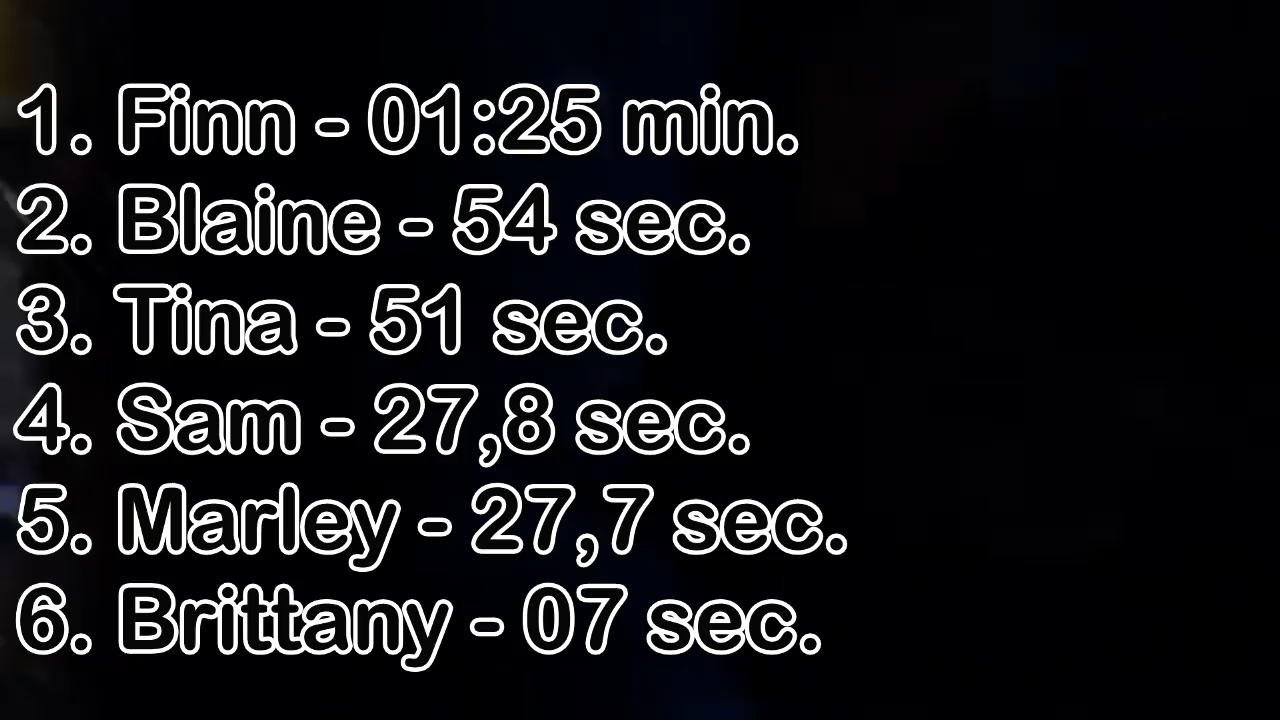 1. Finn - 01:25 min.
2. Blaine - 54 sec.
3. Tina - 51 sec.
4. Sam - 27,8 sec.
5. Marley - 27,7 sec.
6. Brittany - 07 sec.